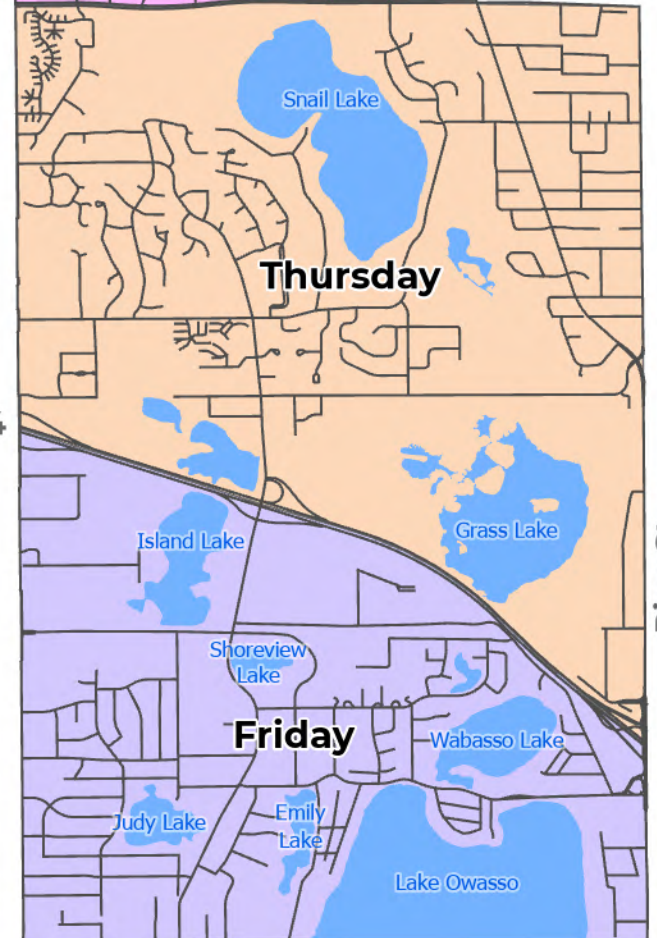 Snail Lake
Thursday
Island Lake
Grass Lake
Shoreview
Lake
Friday
Wabasso Lake
Judy Lake
Emily
Lake
Lake Owasso